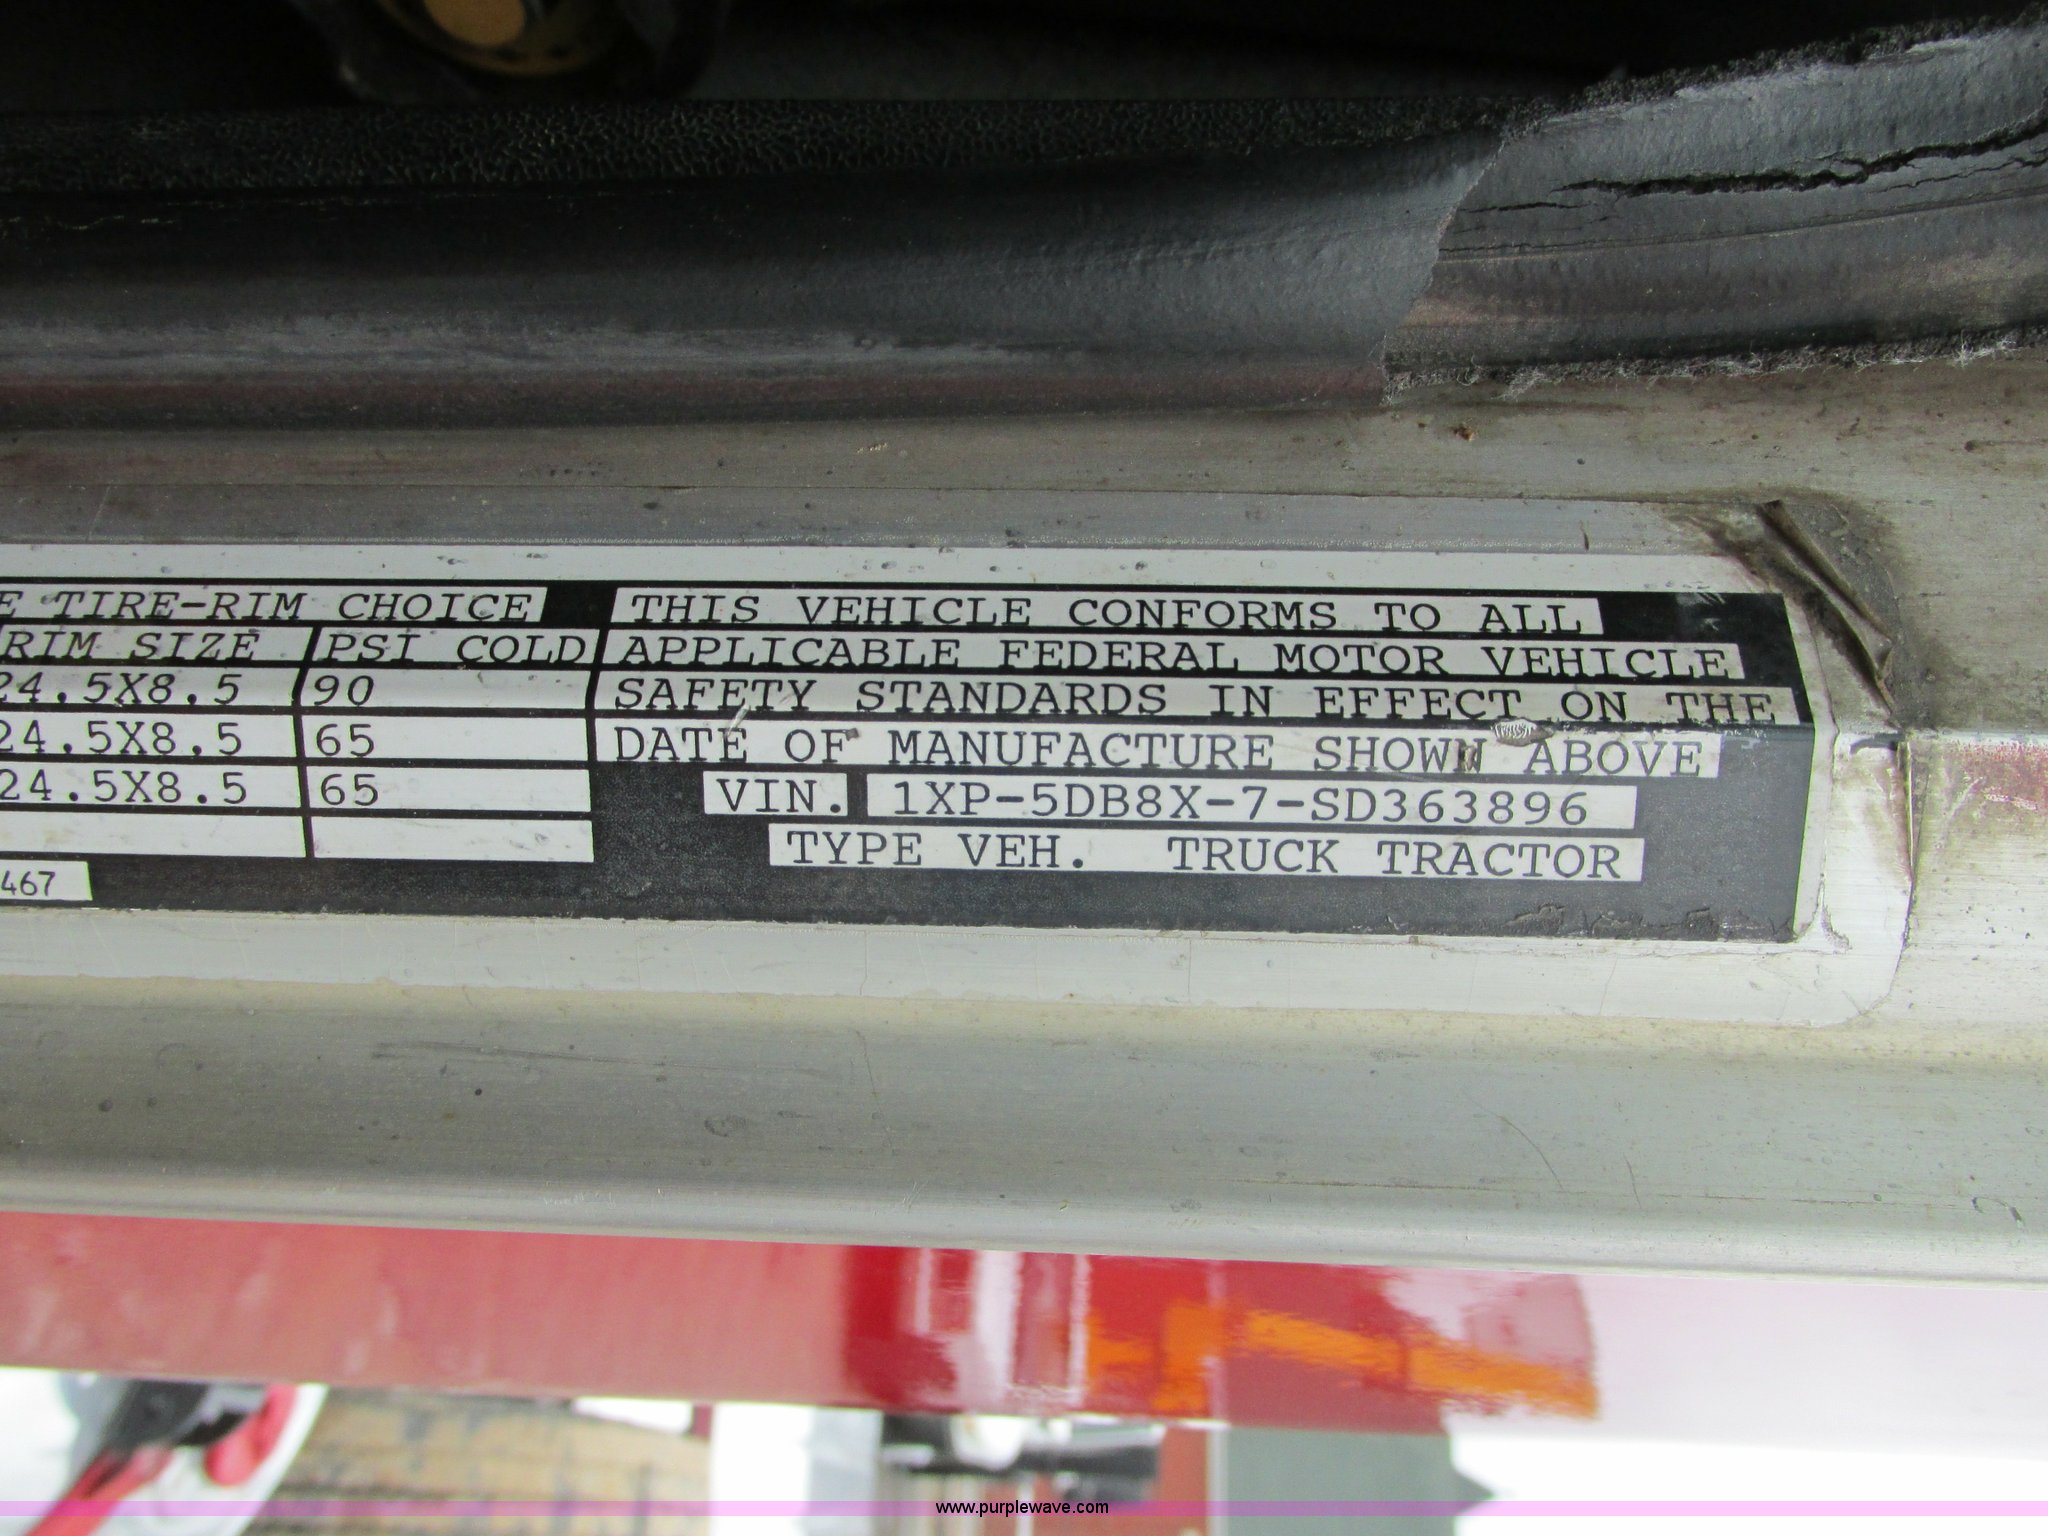 E TIRE-RIM CHOICE
RIM SIZE PSI COLD
24.5X8.5 90
24.5X8.5 65
24.5X8.5 65
467
THIS VEHICLE CONFORMS TO ALL
APPLICABLE FEDERAL MOTOR VEHICLE
SAFETY STANDARDS IN EFFECT ON THE
DATE OF MANUFACTURE SHOWN ABOVE
VIN. 1XP-5DB8X-7-SD363896
TYPE VEH. TRUCK TRACTOR
www.purplewave.com